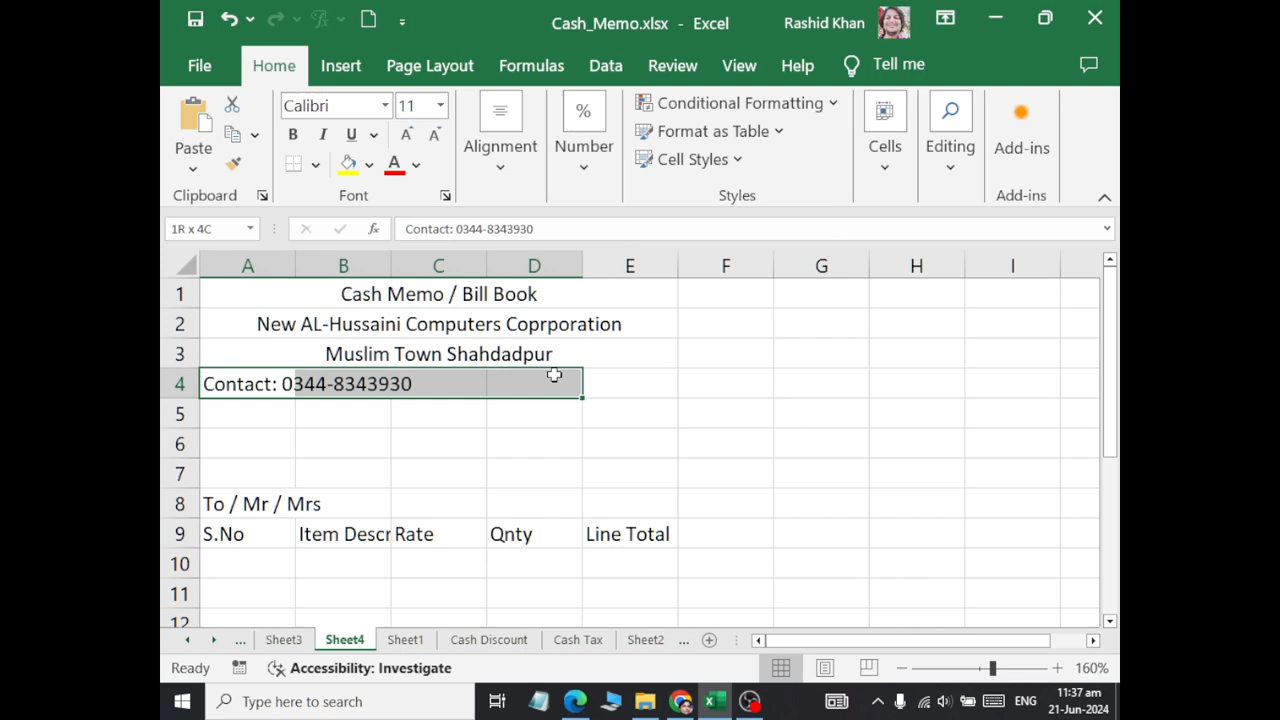 Cash_Memo.xlsx - Excel
Rashid Khan
File Home Insert Page Layout Formulas Data Review View Help Tell me
Paste
Clipboard
Calibri 11
B I U A A
A
Font
Alignment
%
Number
Conditional Formatting
Format as Table
Cell Styles
Styles
Cells
Editing
Add-ins
Add-ins
1R x 4C fx Contact: 0344-8343930
A B C D E F G H I
1 Cash Memo / Bill Book
2 New AL-Hussaini Computers Coprporation
3 Muslim Town Shahdadpur
4 Contact: 0344-8343930
5
6
7
8 To / Mr / Mrs
9 S.No Item Descr Rate Qnty Line Total
10
11
12
... Sheet3 Sheet4 Sheet1 Cash Discount Cash Tax Sheet2 ...
Ready Accessibility: Investigate 160%
Type here to search ENG 11:37 am
21-Jun-2024